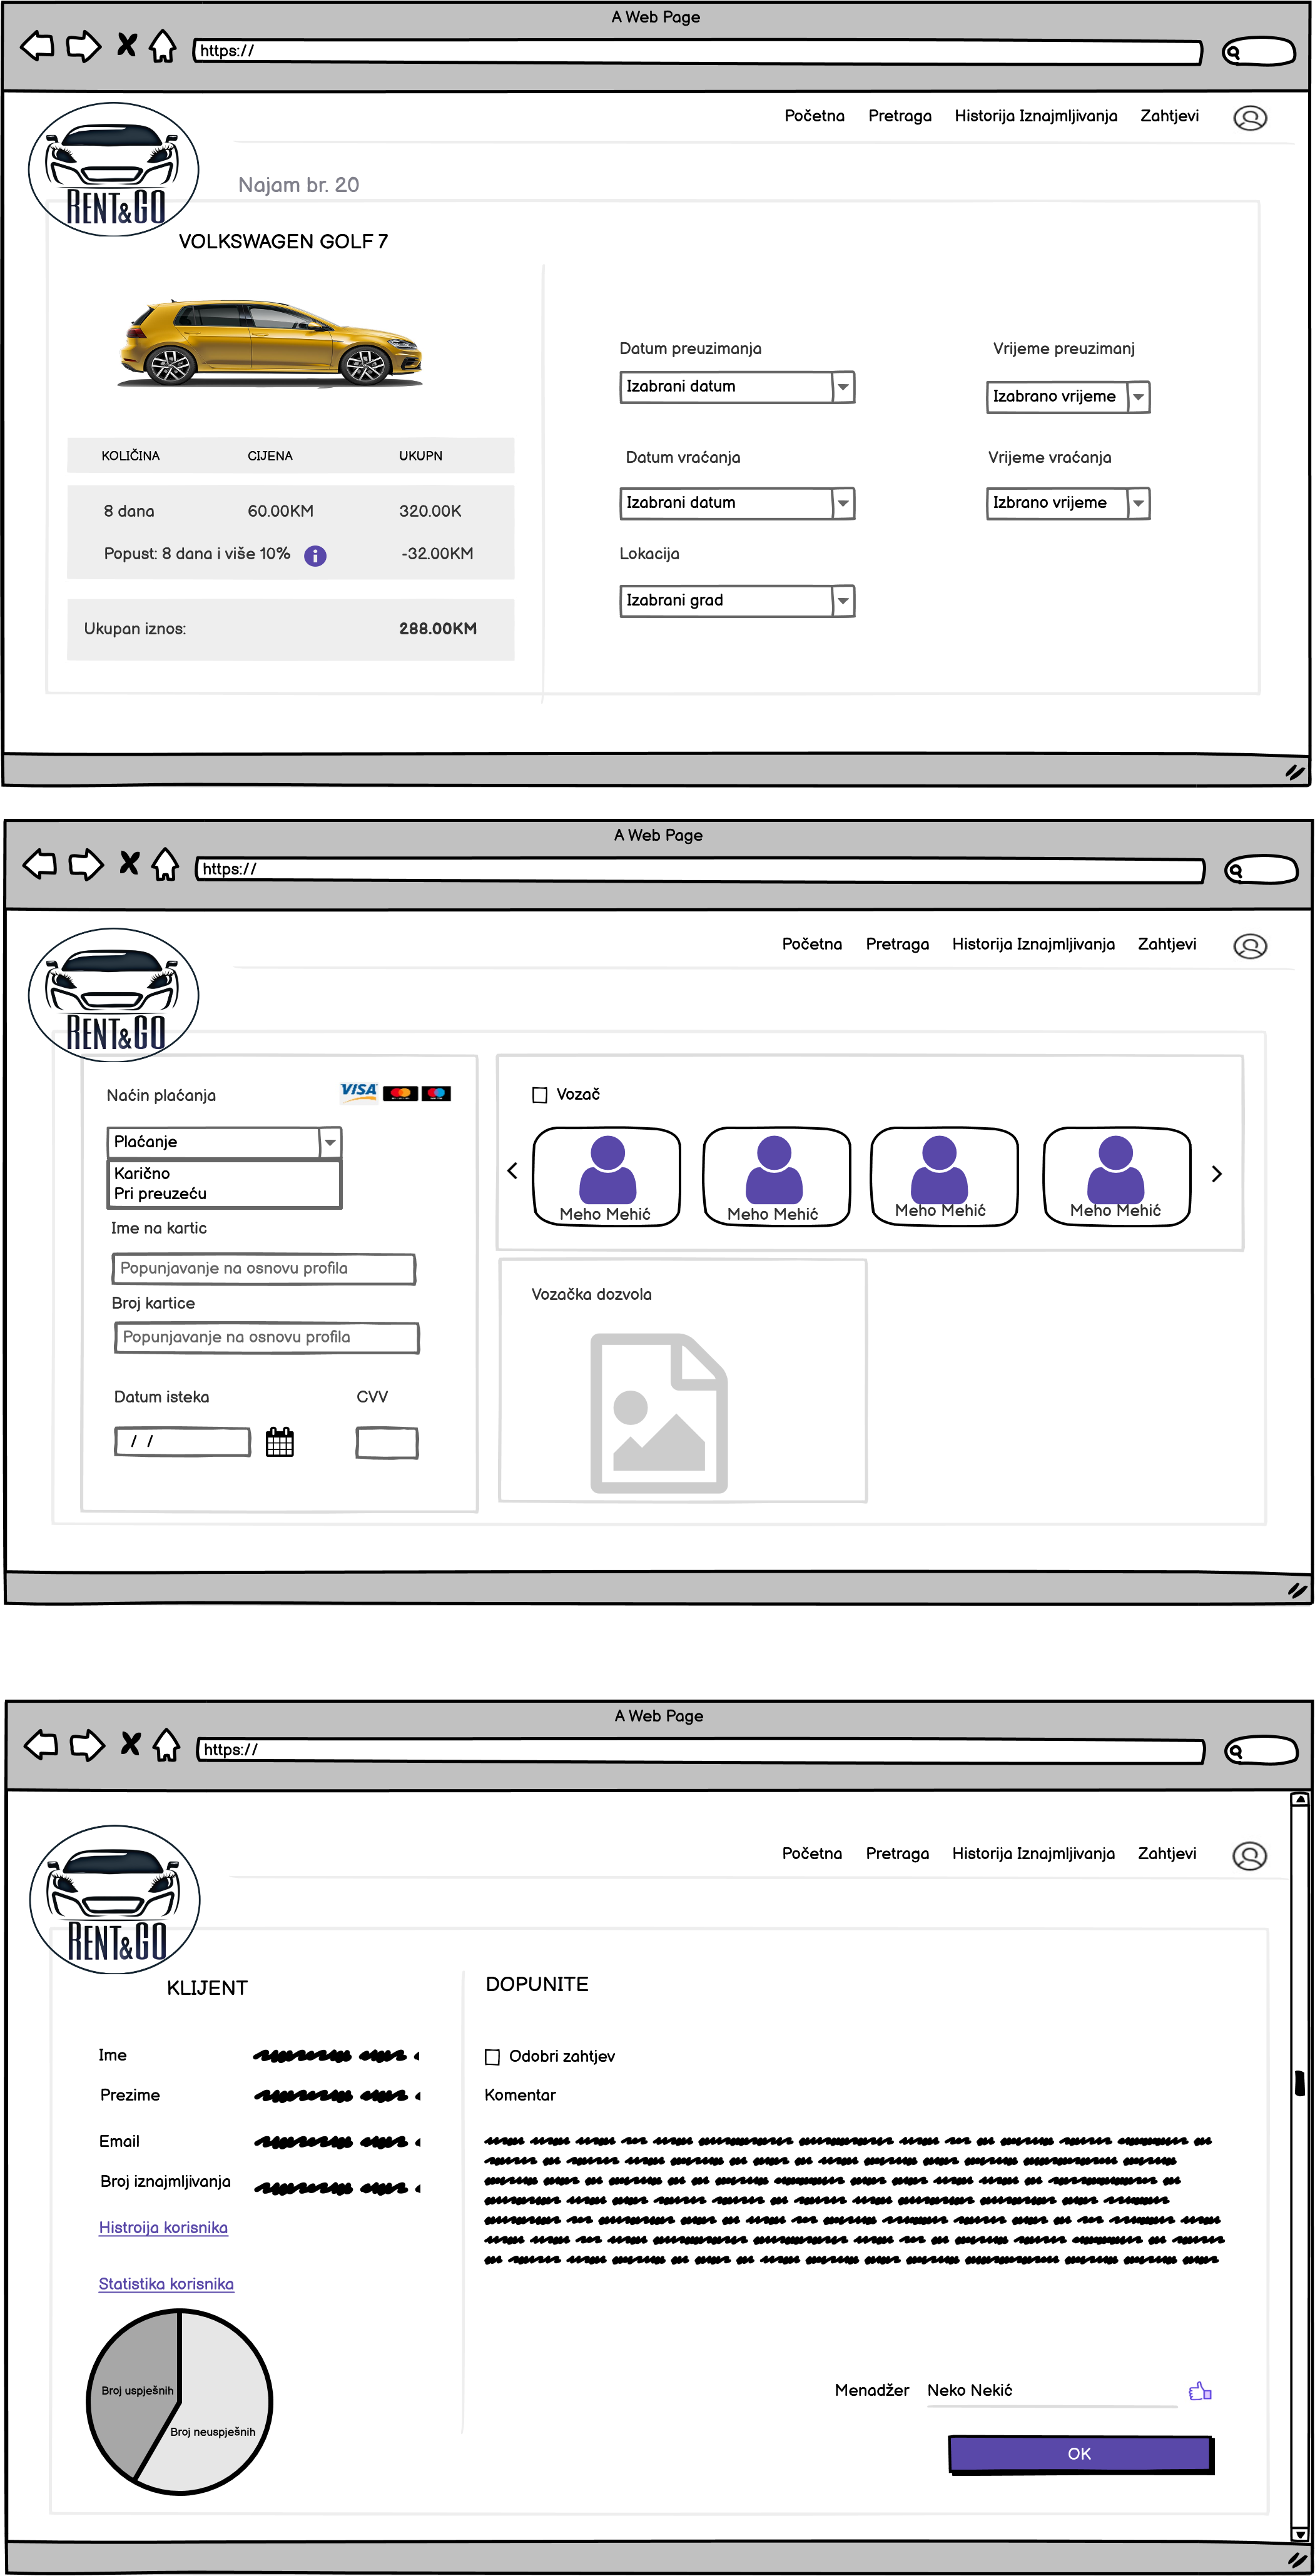 A Web Page
https://
Početna Pretraga Historija Iznajmljivanja Zahtjevi
RENT&GO
Najam br. 20
VOLKSWAGEN GOLF 7
Datum preuzimanja Vrijeme preuzimanj
Izabrani datum Izabrano vrijeme
KOLIČINA CIJENA UKUPN
Datum vraćanja Vrijeme vraćanja
8 dana 60.00KM 320.00K
Izabrani datum Izbrano vrijeme
Popust: 8 dana i više 10% i -32.00KM
Lokacija
Izabrani grad
Ukupan iznos: 288.00KM
A Web Page
https://
Početna Pretraga Historija Iznajmljivanja Zahtjevi
RENT&GO
Naćin plaćanja VISA
Plaćanje
Karično
Pri preuzeću
Ime na kartic
Popunjavanje na osnovu profila
Broj kartice
Popunjavanje na osnovu profila
Datum isteka CVV
/ /
Vozač
Meho Mehić Meho Mehić Meho Mehić Meho Mehić
Vozačka dozvola
A Web Page
https://
Početna Pretraga Historija Iznajmljivanja Zahtjevi
RENT&GO
KLIJENT
Ime
Prezime
Email
Broj iznajmljivanja
Histroija korisnika
Statistika korisnika
Broj uspješnih
Broj neuspješnih
DOPUNITE
Odobri zahtjev
Komentar
Menadžer Neko Nekić
OK